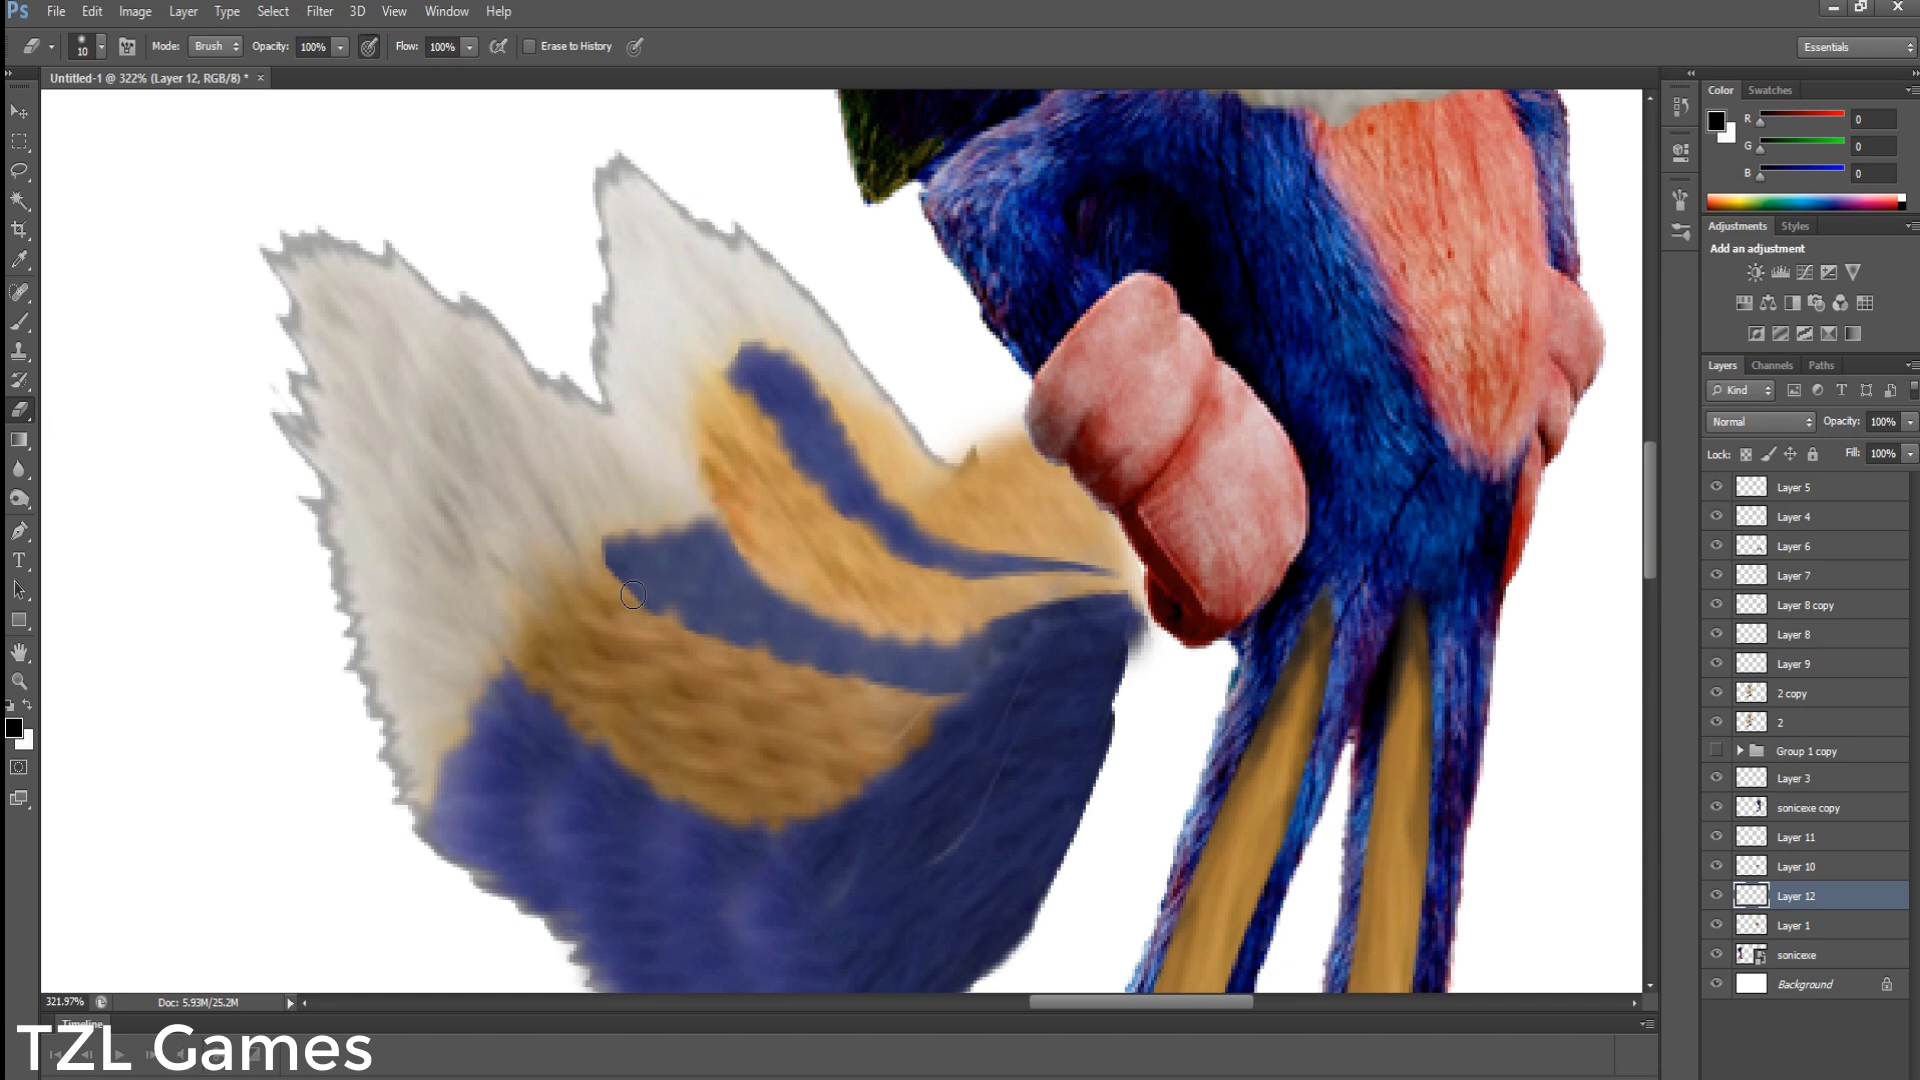 Ps File Edit Image Layer Type Select Filter 3D View Window Help
10 Mode: Brush Opacity: 100% Flow: 100% Erase to History Essentials
Untitled-1 @ 322% (Layer 12, RGB/8) *
Color Swatches
R 0
G 0
B 0
Adjustments Styles
Add an adjustment
Layers Channels Paths
Kind
Normal Opacity: 100%
Lock: Fill: 100%
Layer 5
Layer 4
Layer 6
Layer 7
Layer 8 copy
Layer 8
Layer 9
2 copy
2
Group 1 copy
Layer 3
sonicexe copy
Layer 11
Layer 10
Layer 12
Layer 1
sonicexe
Background
321.97% Doc: 5.93M/25.2M
Timeline
TZL Games